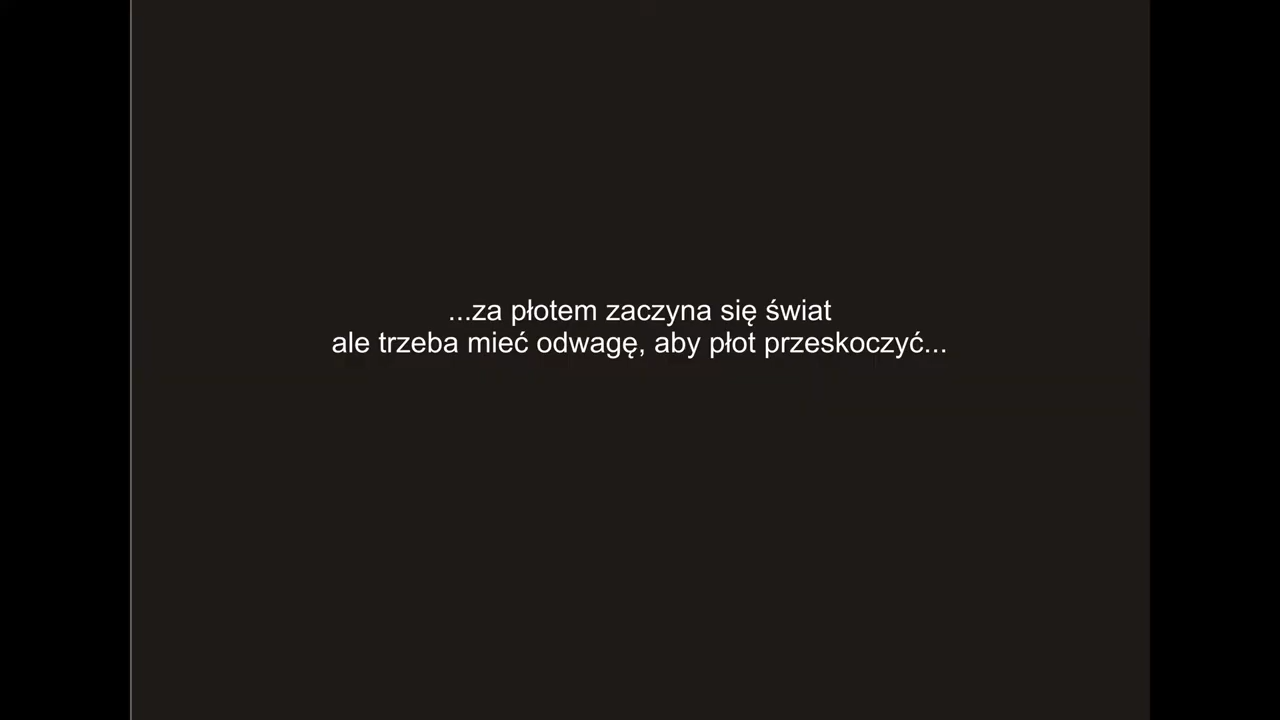 ...za płotem zaczyna się świat
ale trzeba mieć odwagę, aby płot przeskoczyć...